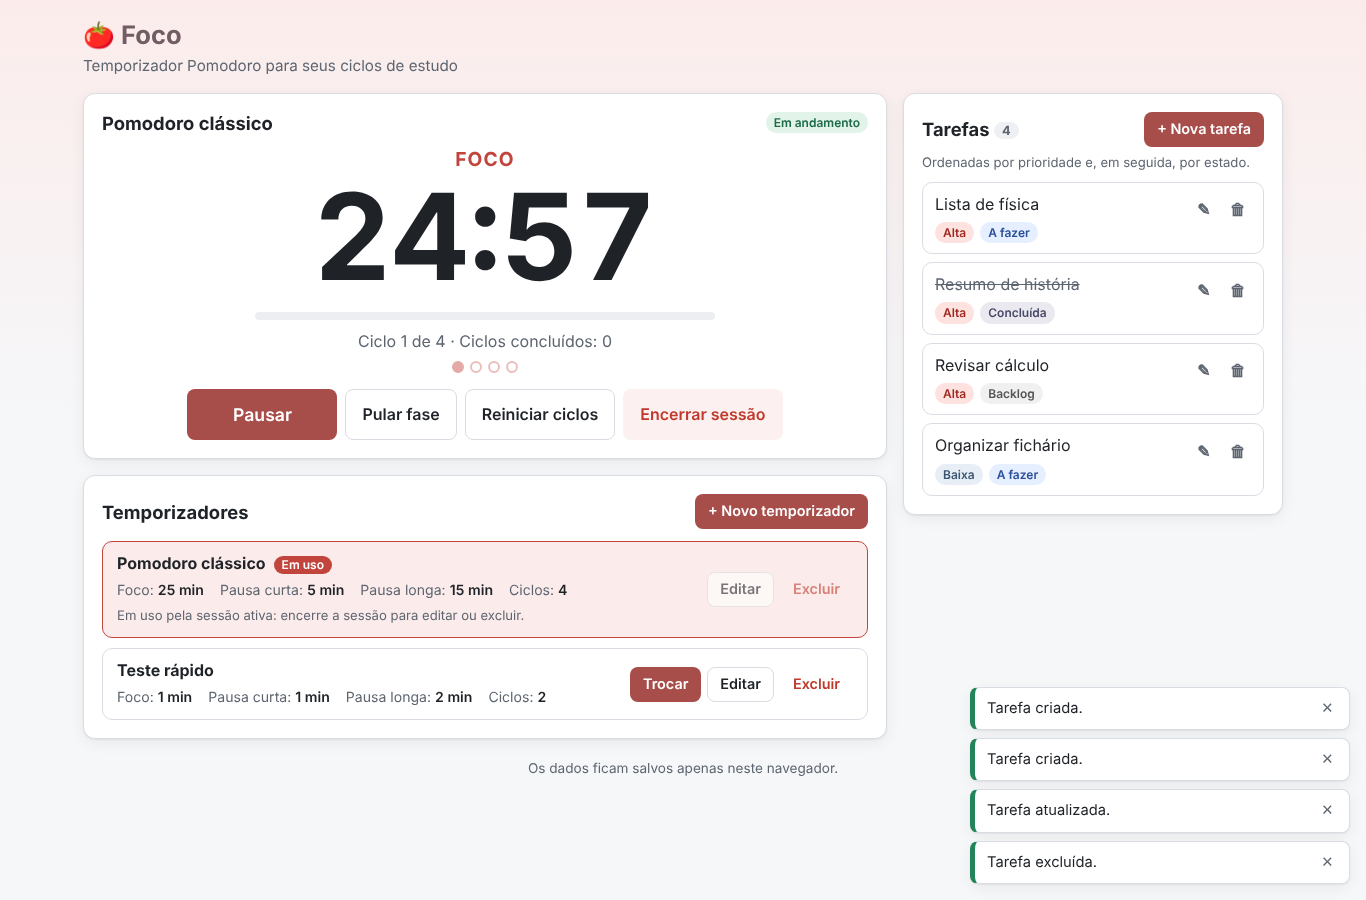 🍅 Foco
Temporizador Pomodoro para seus ciclos de estudo
Pomodoro clássico
Em andamento
FOCO
24:57
Ciclo 1 de 4 · Ciclos concluídos: 0
Pausar
Pular fase
Reiniciar ciclos
Encerrar sessão
Temporizadores
+ Novo temporizador
Pomodoro clássico Em uso
Foco: 25 min Pausa curta: 5 min Pausa longa: 15 min Ciclos: 4
Em uso pela sessão ativa: encerre a sessão para editar ou excluir.
Editar
Excluir
Teste rápido
Foco: 1 min Pausa curta: 1 min Pausa longa: 2 min Ciclos: 2
Trocar
Editar
Excluir
Tarefas 4
+ Nova tarefa
Ordenadas por prioridade e, em seguida, por estado.
Lista de física
Alta A fazer
Resumo de história
Alta Concluída
Revisar cálculo
Alta Backlog
Organizar fichário
Baixa A fazer
Os dados ficam salvos apenas neste navegador.
Tarefa criada. ×
Tarefa criada. ×
Tarefa atualizada. ×
Tarefa excluída. ×